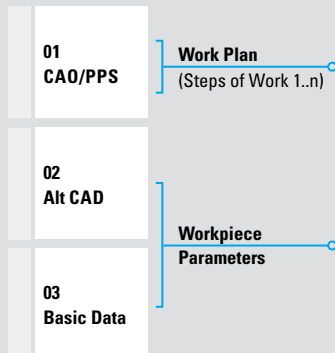 01
CAO/PPS
Work Plan
(Steps of Work 1..n)
02
Alt CAD
Workpiece
Parameters
03
Basic Data